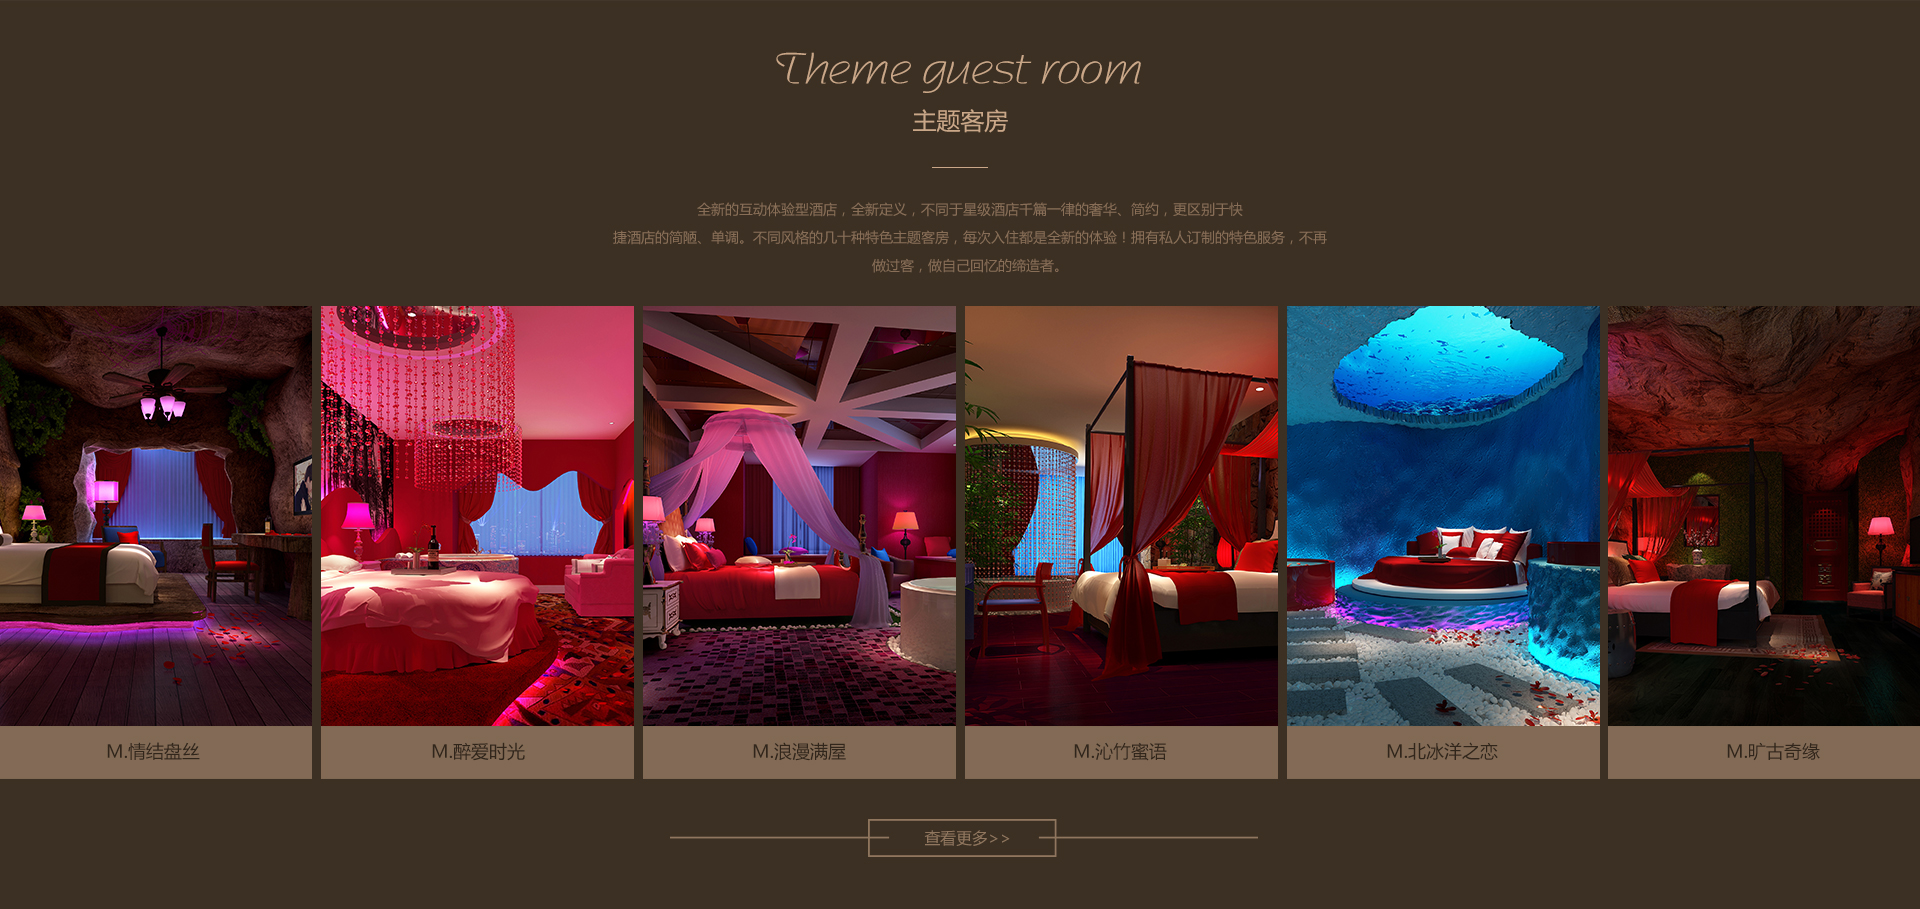 Theme guest room
主题客房
全新的互动体验型酒店，全新定义，不同于星级酒店千篇一律的奢华、简约，更区别于快
捷酒店的简陋、单调。不同风格的几十种特色主题客房，每次入住都是全新的体验！拥有私人订制的特色服务，不再
做过客，做自己回忆的缔造者。
M.情结盘丝
M.醉爱时光
M.浪漫满屋
M.沁竹蜜语
M.北冰洋之恋
M.旷古奇缘
查看更多>>